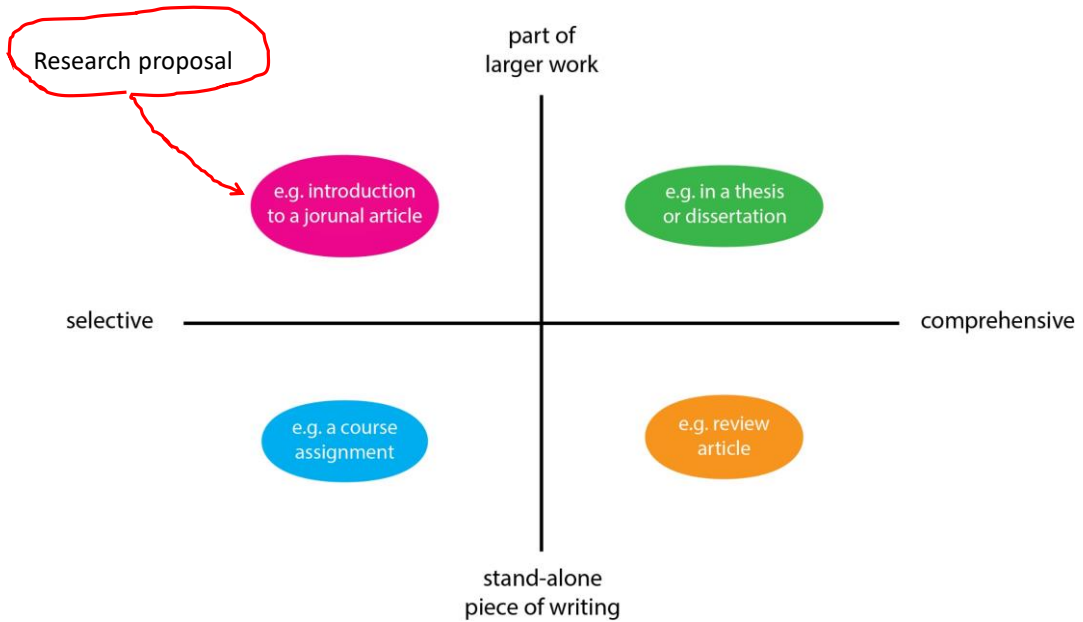 Research proposal
part of
larger work
e.g. introduction
to a jorunal article
e.g. in a thesis
or dissertation
selective
comprehensive
e.g. a course
assignment
e.g. review
article
stand-alone
piece of writing